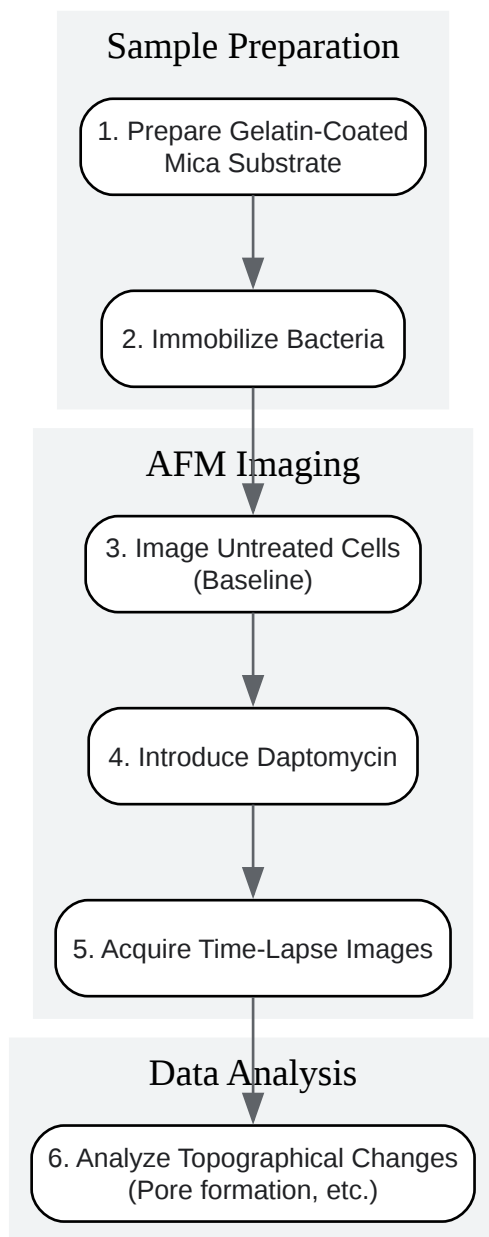 Sample Preparation
1. Prepare Gelatin-Coated
Mica Substrate
2. Immobilize Bacteria
AFM Imaging
3. Image Untreated Cells
(Baseline)
4. Introduce Daptomycin
5. Acquire Time-Lapse Images
Data Analysis
6. Analyze Topographical Changes
(Pore formation, etc.)